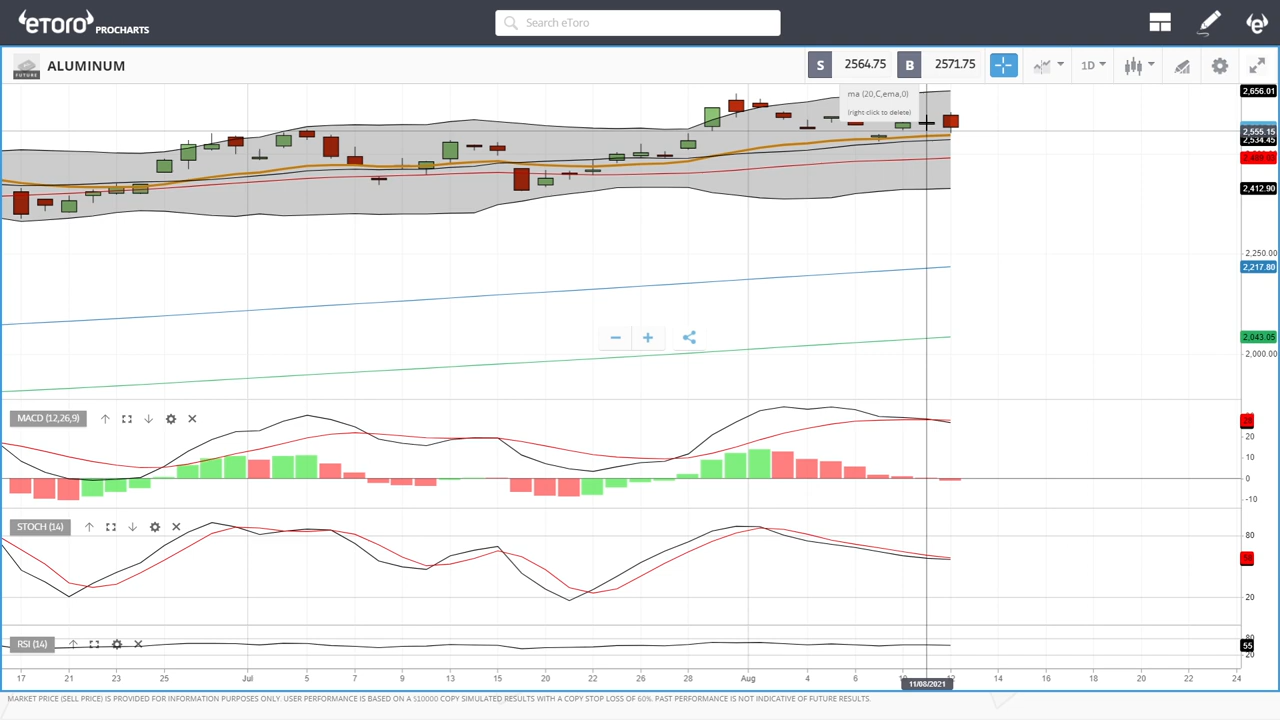 eToro PROCHARTS
Search eToro
FUTURE
ALUMINUM
S 2564.75 B 2571.75
1D
ma (20,C,ema,0)
(right click to delete)
2,656.01
2,555.15
2,534.45
2,412.90
2,250.00
2,217.80
2,043.05
2,000.00
MACD (12,26,9)
20
10
0
-10
STOCH (14)
80
20
RSI (14)
80
55
20
17 21 23 25 Jul 5 7 9 13 15 20 22 26 28 Aug 4 6 12 14 18 20 22 24
11/08/2021
MARKET PRICE (SELL PRICE) IS PROVIDED FOR INFORMATION PURPOSES ONLY. USER PERFORMANCE IS BASED ON A $10000 COPY SIMULATED RESULTS WITH A COPY STOP LOSS OF 60%. PAST PERFORMANCE IS NOT INDICATIVE OF FUTURE RESULTS.